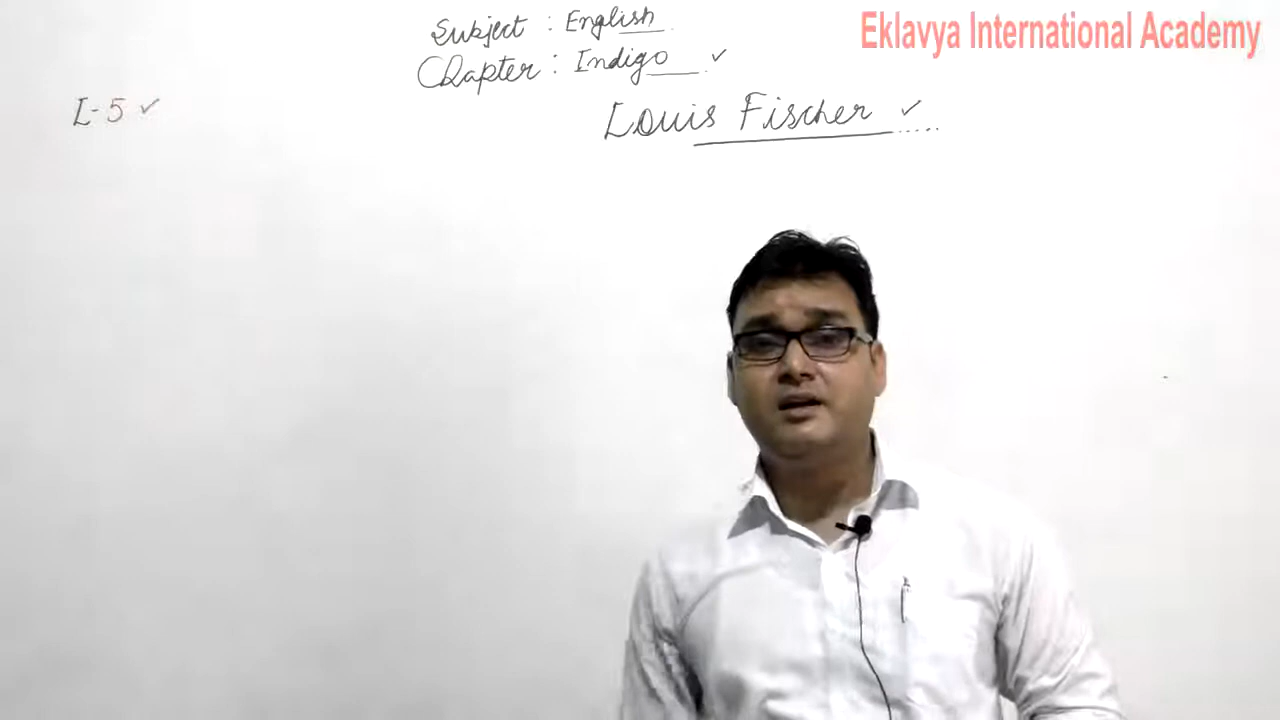 Eklavya International Academy
Subject : English
Chapter : Indigo
L-5
Louis Fischer